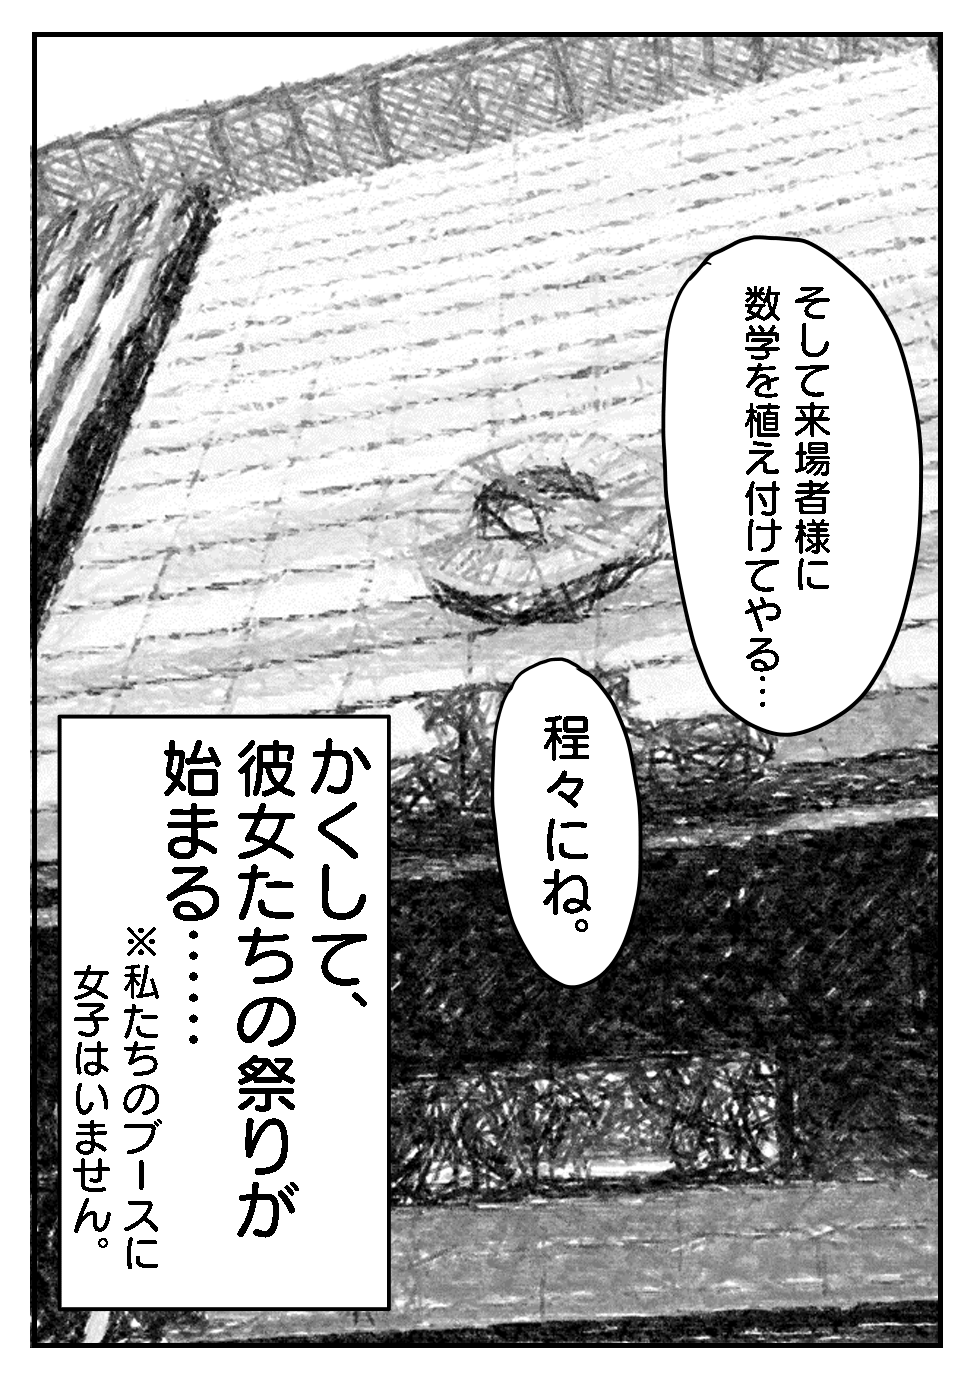 そして来場者様に
数学を植え付けてやる…
程々にね。
かくして、
彼女たちの祭りが
始まる……
※私たちのブースに
女子はいません。